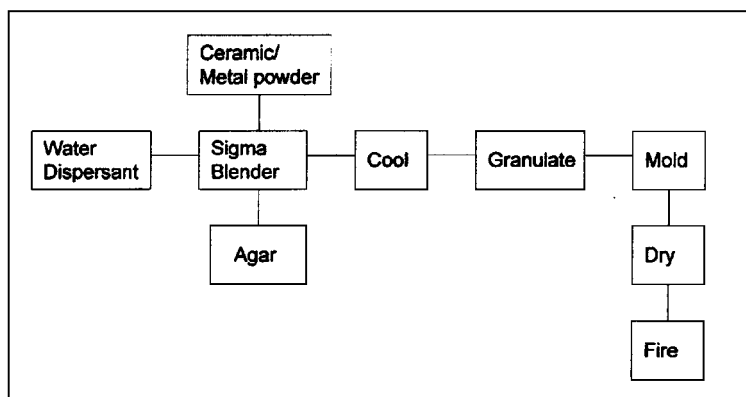 Ceramic/
Metal powder
Water
Dispersant
Sigma
Blender
Cool
Granulate
Mold
Agar
Dry
Fire